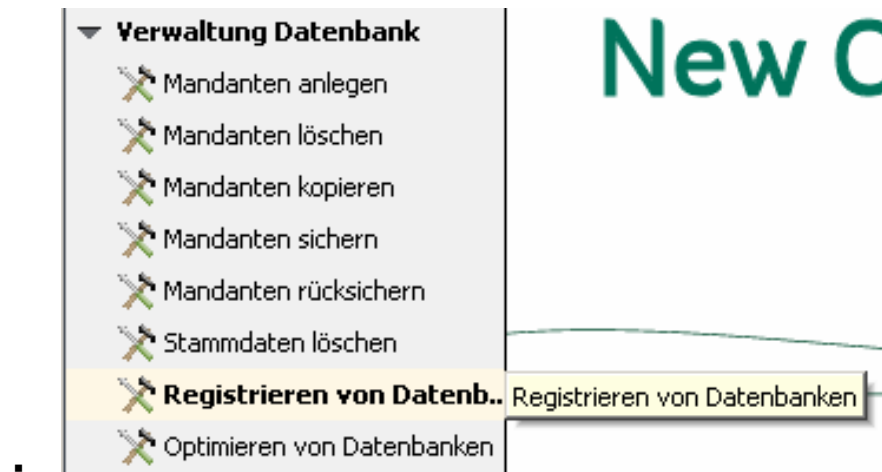 Verwaltung Datenbank
New
Mandanten anlegen
Mandanten löschen
Mandanten kopieren
Mandanten sichern
Mandanten rücksichern
Stammdaten löschen
Registrieren von Datenb..
Registrieren von Datenbanken
Optimieren von Datenbanken